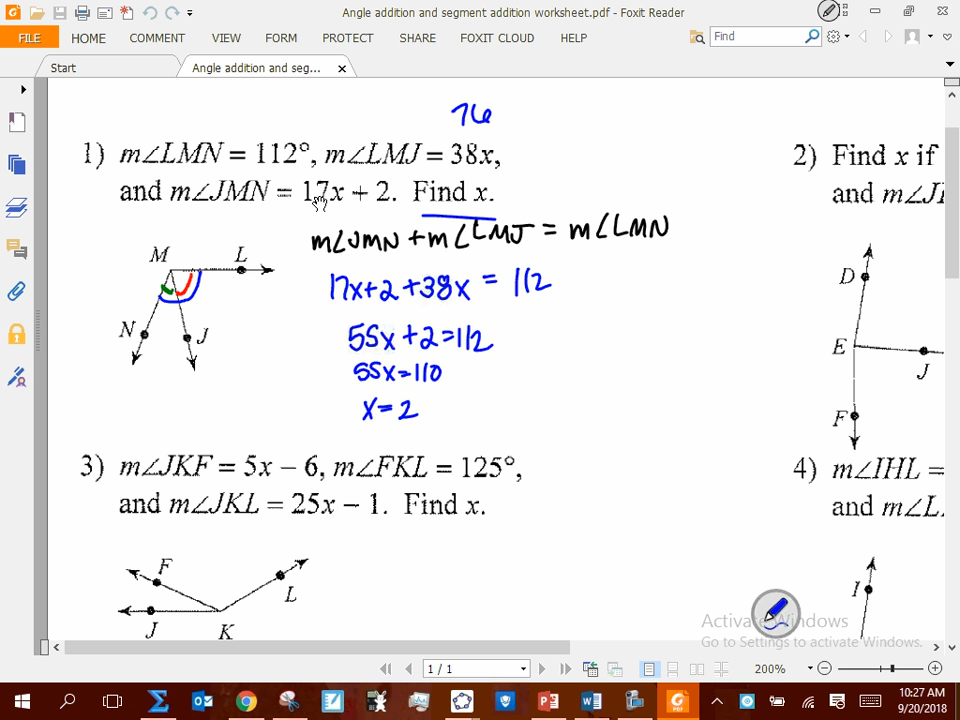 Angle addition and segment addition worksheet.pdf - Foxit Reader
FILE HOME COMMENT VIEW FORM PROTECT SHARE FOXIT CLOUD HELP
Find
Start
Angle addition and seg...
76
1) m∠LMN = 112°, m∠LMJ = 38x,
and m∠JMN = 17x + 2. Find x.
m∠JMN + m∠LMJ = m∠LMN
17x+2 +38x = 112
55x +2=112
55x=110
x=2
M
L
N
J
2) Find x if
and m∠JI
D
E
J
F
3) m∠JKF = 5x − 6, m∠FKL = 125°,
and m∠JKL = 25x − 1. Find x.
F
L
J
K
4) m∠IHL =
and m∠L
I
Activate Windows
Go to Settings to activate Windows.
1 / 1
200%
10:27 AM
9/20/2018